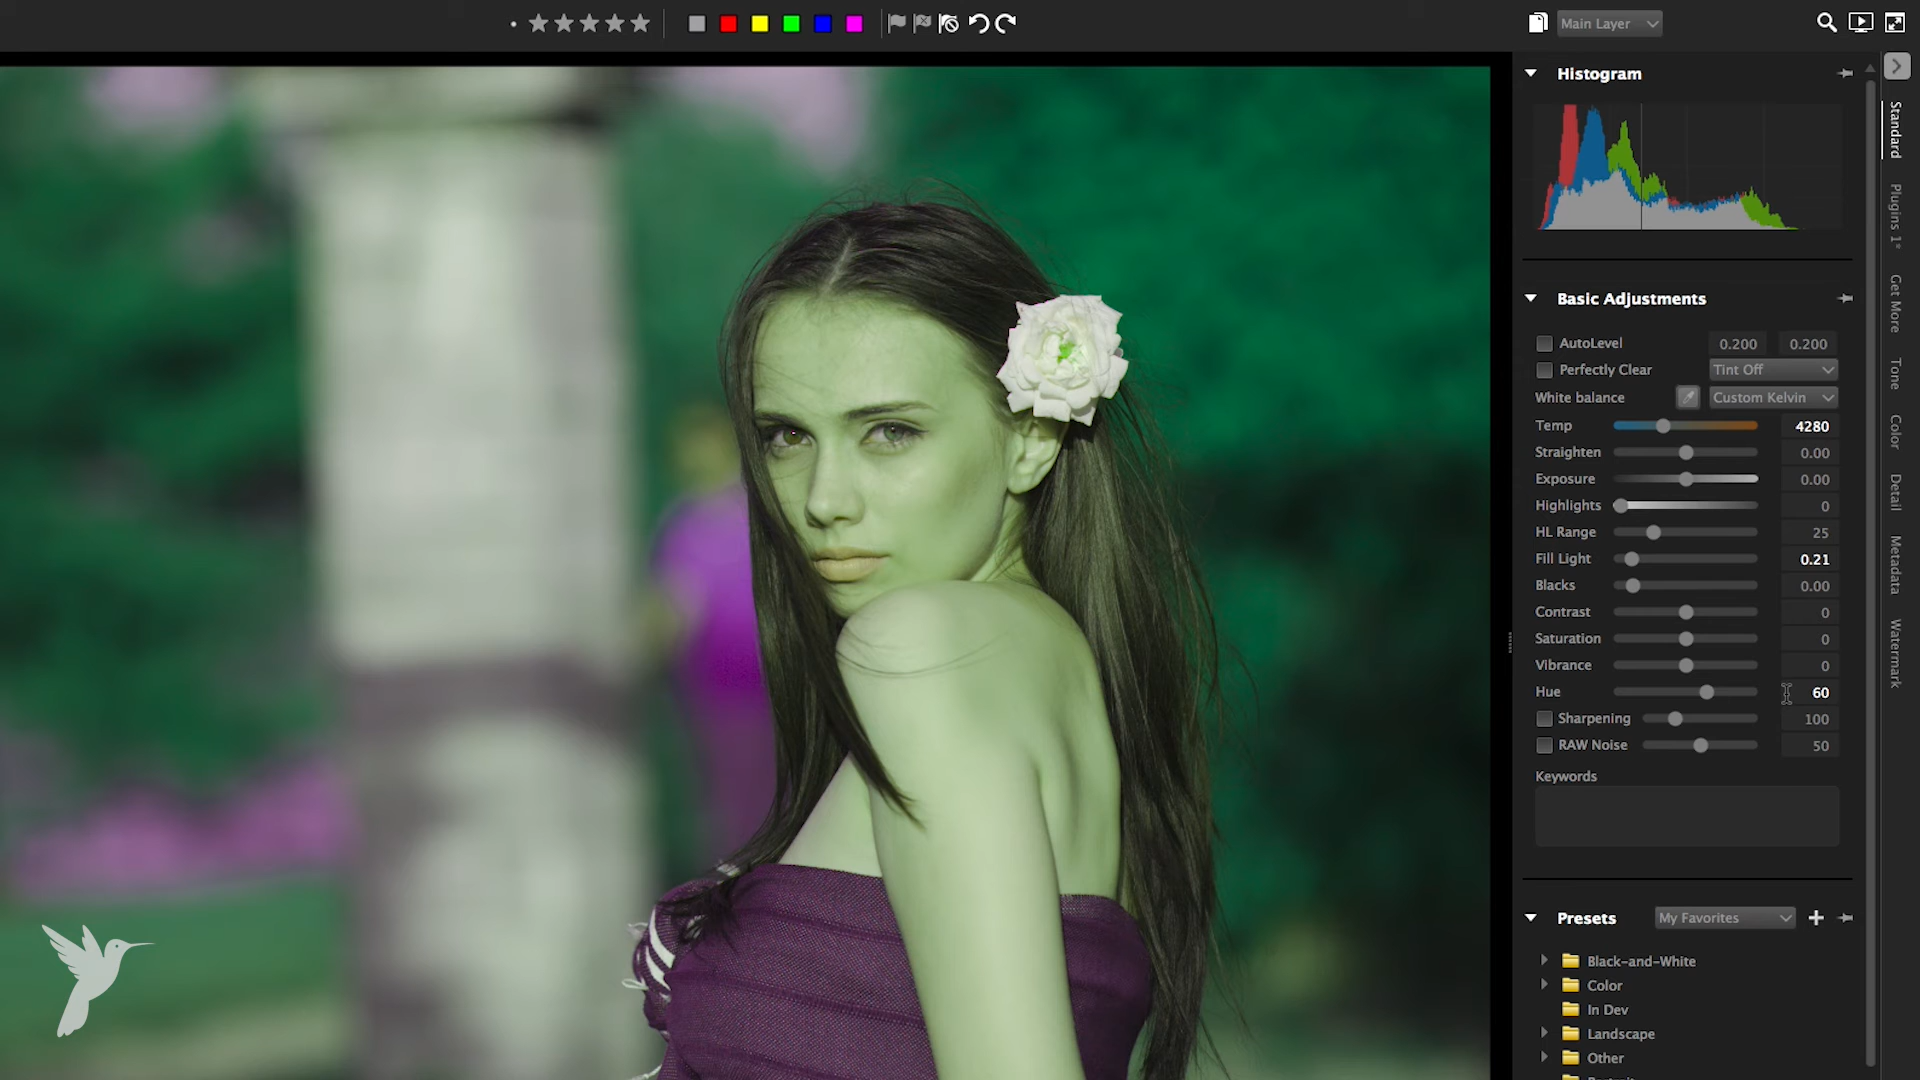 Main Layer
Histogram
Basic Adjustments
AutoLevel 0.200 0.200
Perfectly Clear Tint Off
White balance Custom Kelvin
Temp 4280
Straighten 0.00
Exposure 0.00
Highlights 0
HL Range 25
Fill Light 0.21
Blacks 0.00
Contrast 0
Saturation 0
Vibrance 0
Hue 60
Sharpening 100
RAW Noise 50
Keywords
Presets My Favorites
Black-and-White
Color
In Dev
Landscape
Other
Standard
Plugins 1*
Get More
Tone
Color
Detail
Metadata
Watermark